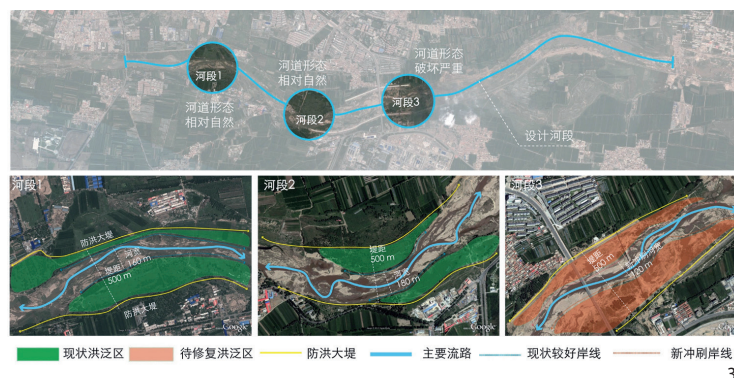 河道形态
破坏严重
河段1
河道形态
相对自然
河段3
河道形态
相对自然
河段2
设计河段
河段1
防洪大堤
河宽
160 m
堤距
500 m
防洪大堤
Google
河段2
堤距
500 m
河宽
180 m
Google
河段3
堤距
600 m
120 m
Google
现状洪泛区
待修复洪泛区
防洪大堤
主要流路
现状较好岸线
新冲刷岸线